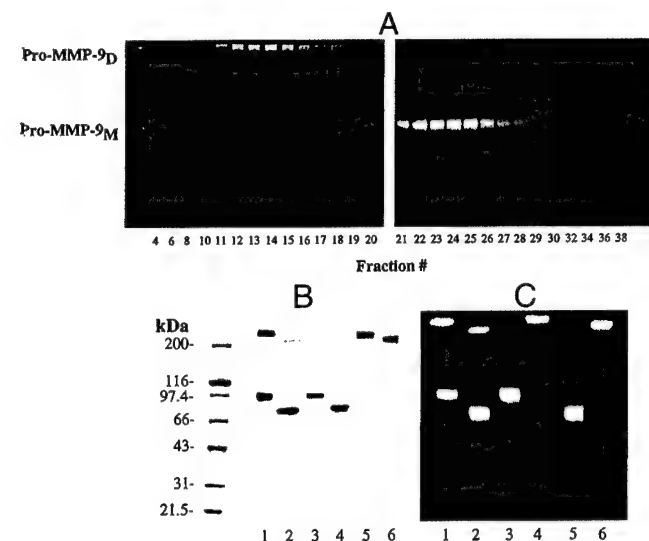 A
Pro-MMP-9D
Pro-MMP-9M
4 6 8 10 11 12 13 14 15 16 17 18 19 20 21 22 23 24 25 26 27 28 29 30 32 34 36 38
Fraction #
B
C
kDa
200-
116-
97.4-
66-
43-
31-
21.5-
1 2 3 4 5 6
1 2 3 4 5 6